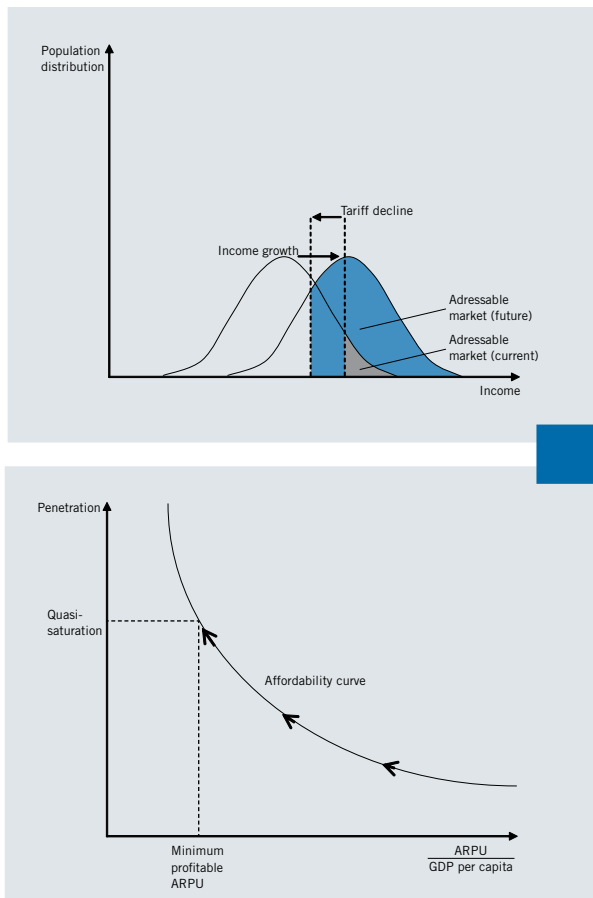 Population
distribution
Tariff decline
Income growth
Adressable
market (future)
Adressable
market (current)
Income
Penetration
Quasi-
saturation
Affordability curve
Minimum
profitable
ARPU
ARPU
GDP per capita